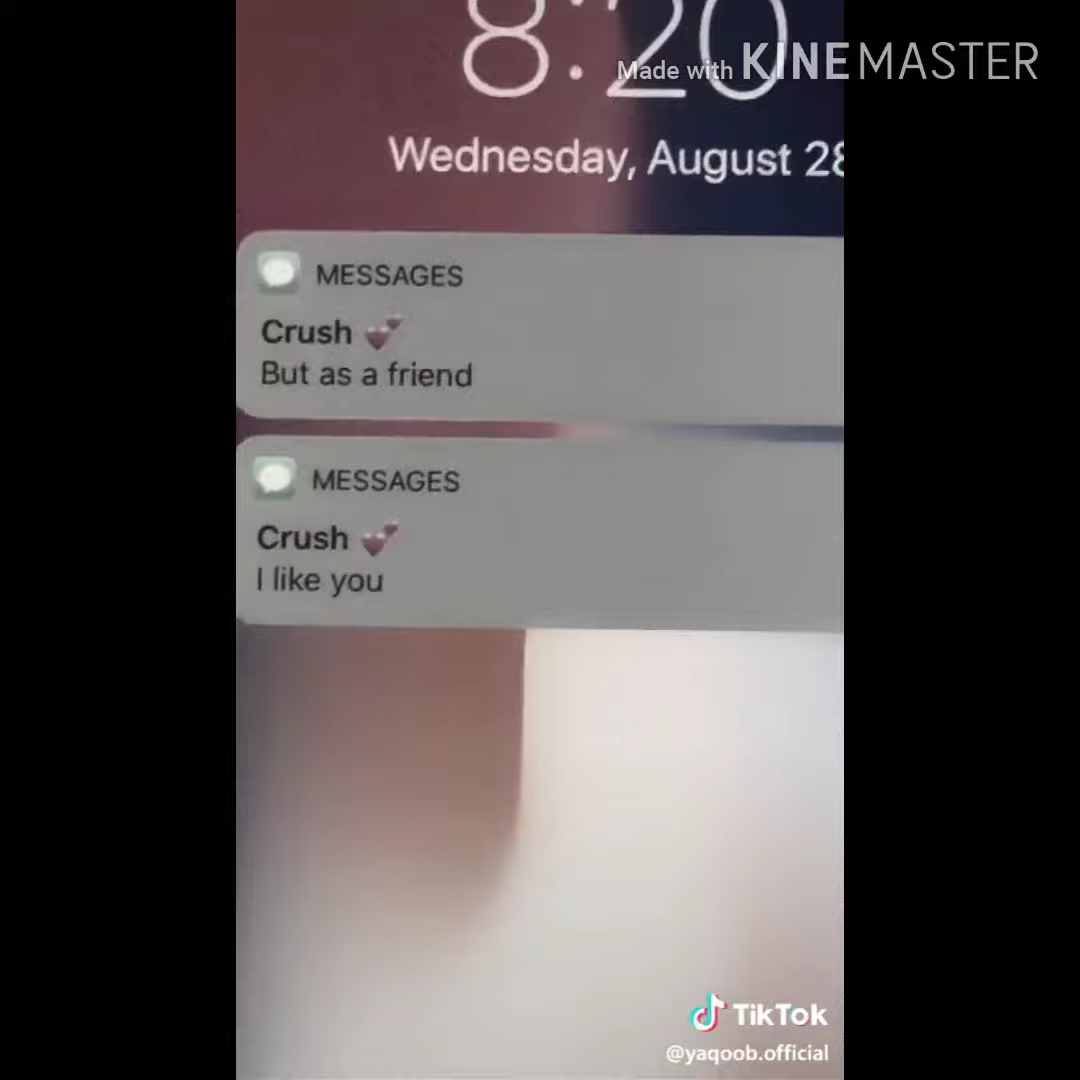 8:20
Made with KINEMASTER
Wednesday, August 28
MESSAGES
Crush 💕
But as a friend
MESSAGES
Crush 💕
I like you
TikTok
@yaqoob.official